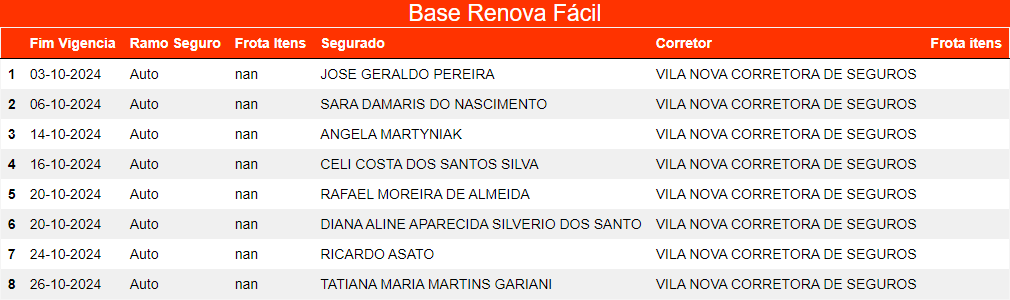 Base Renova Fácil
Fim Vigencia Ramo Seguro Frota Itens Segurado Corretor Frota itens
1 03-10-2024 Auto nan JOSE GERALDO PEREIRA VILA NOVA CORRETORA DE SEGUROS
2 06-10-2024 Auto nan SARA DAMARIS DO NASCIMENTO VILA NOVA CORRETORA DE SEGUROS
3 14-10-2024 Auto nan ANGELA MARTYNIAK VILA NOVA CORRETORA DE SEGUROS
4 16-10-2024 Auto nan CELI COSTA DOS SANTOS SILVA VILA NOVA CORRETORA DE SEGUROS
5 20-10-2024 Auto nan RAFAEL MOREIRA DE ALMEIDA VILA NOVA CORRETORA DE SEGUROS
6 20-10-2024 Auto nan DIANA ALINE APARECIDA SILVERIO DOS SANTO VILA NOVA CORRETORA DE SEGUROS
7 24-10-2024 Auto nan RICARDO ASATO VILA NOVA CORRETORA DE SEGUROS
8 26-10-2024 Auto nan TATIANA MARIA MARTINS GARIANI VILA NOVA CORRETORA DE SEGUROS